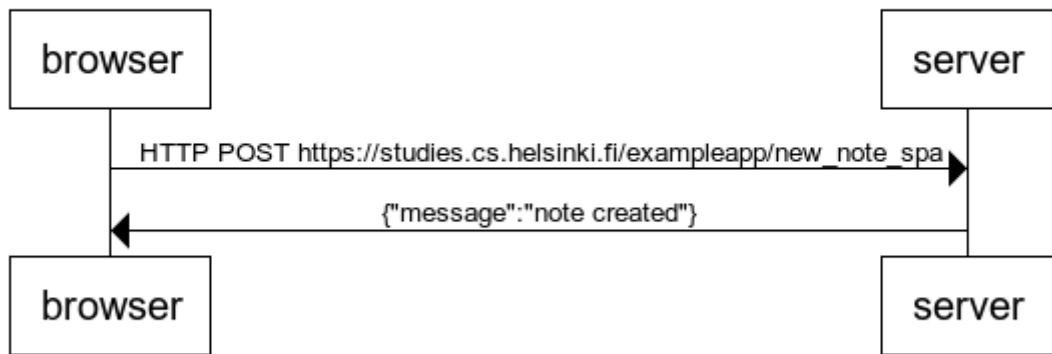 browser server
HTTP POST https://studies.cs.helsinki.fi/exampleapp/new_note_spa
{"message":"note created"}
browser server